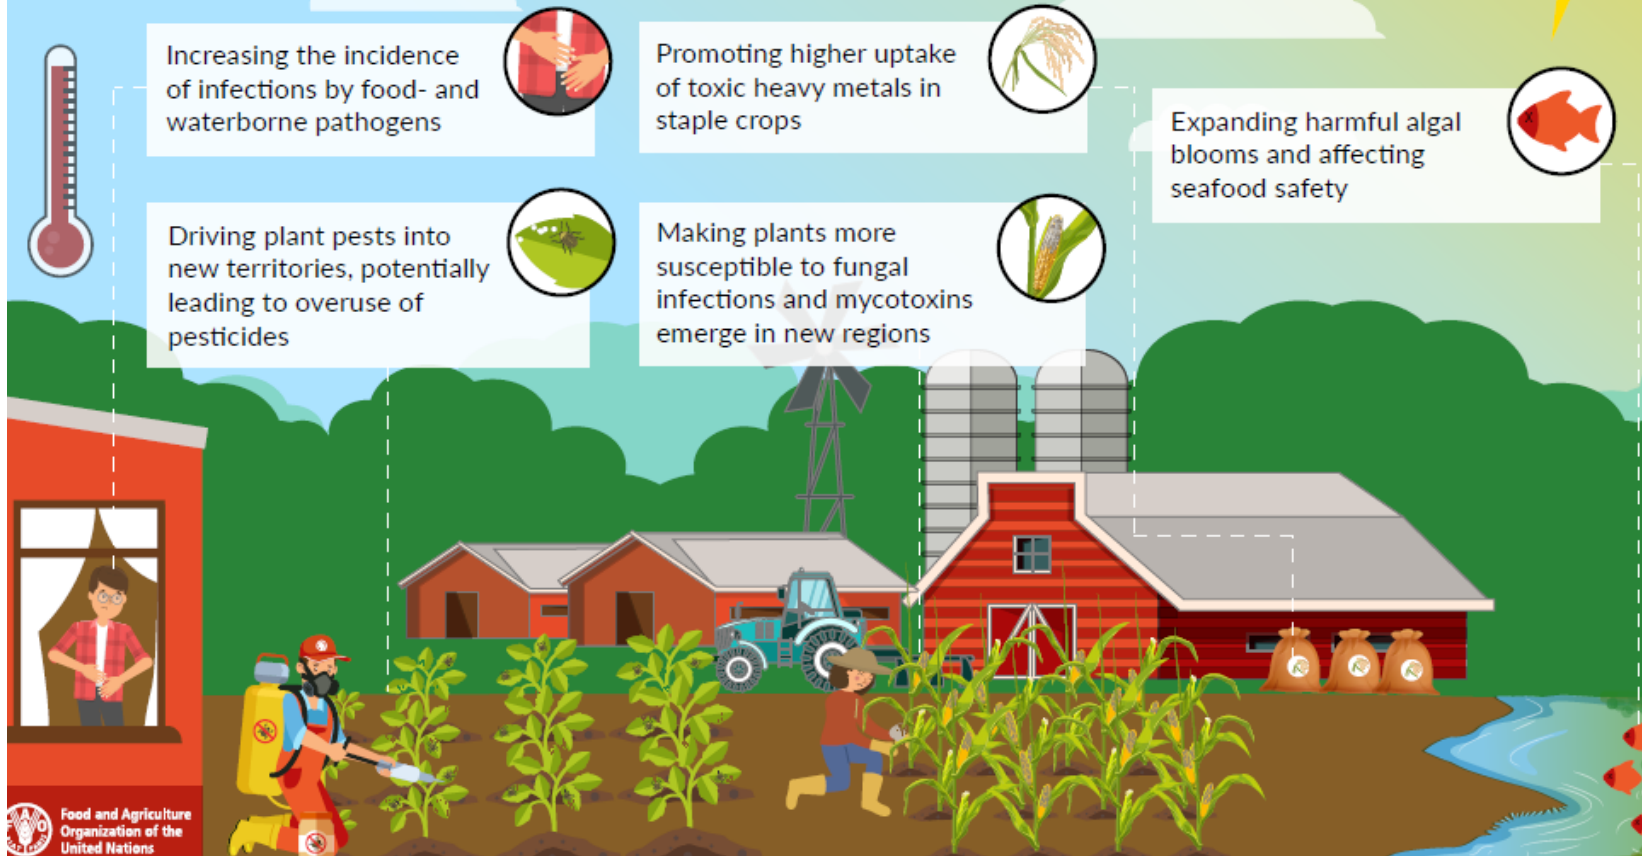 Increasing the incidence
of infections by food- and
waterborne pathogens
Promoting higher uptake
of toxic heavy metals in
staple crops
Expanding harmful algal
blooms and affecting
seafood safety
Driving plant pests into
new territories, potentially
leading to overuse of
pesticides
Making plants more
susceptible to fungal
infections and mycotoxins
emerge in new regions
Food and Agriculture
Organization of the
United Nations